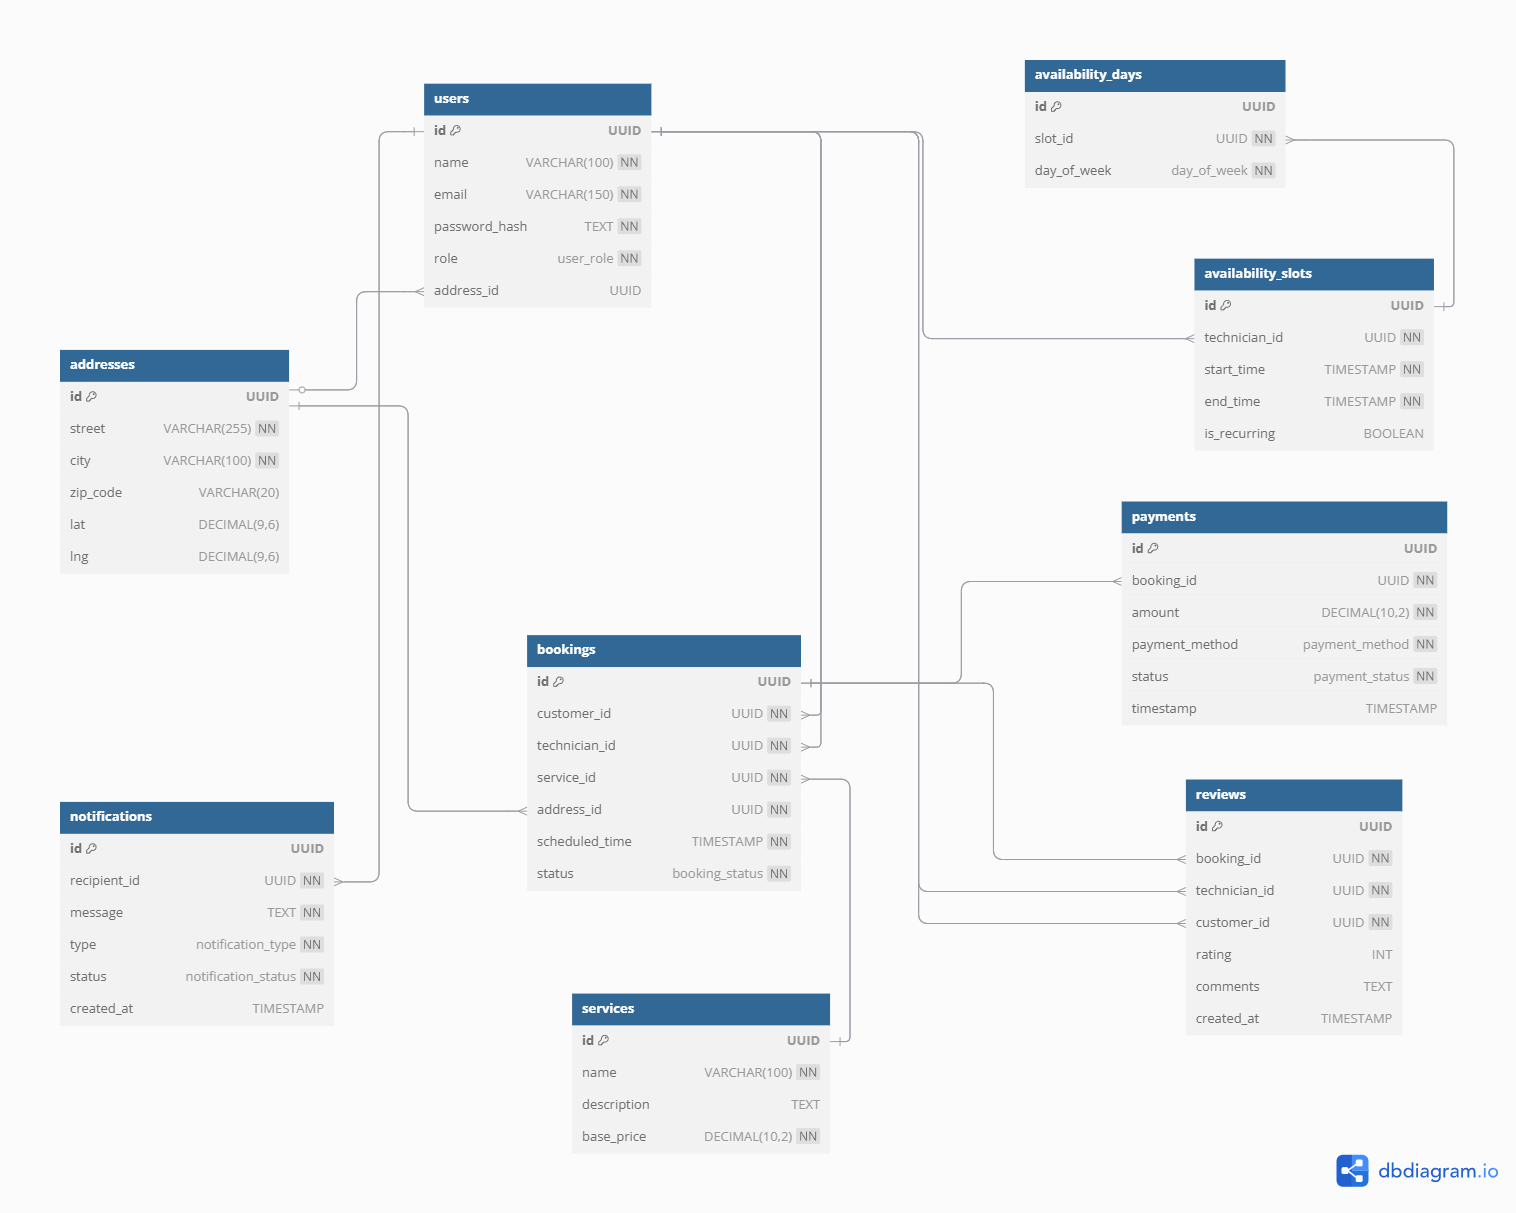 users
id UUID
name VARCHAR(100) NN
email VARCHAR(150) NN
password_hash TEXT NN
role user_role NN
address_id UUID
availability_days
id UUID
slot_id UUID NN
day_of_week day_of_week NN
availability_slots
id UUID
technician_id UUID NN
start_time TIMESTAMP NN
end_time TIMESTAMP NN
is_recurring BOOLEAN
addresses
id UUID
street VARCHAR(255) NN
city VARCHAR(100) NN
zip_code VARCHAR(20)
lat DECIMAL(9,6)
lng DECIMAL(9,6)
payments
id UUID
booking_id UUID NN
amount DECIMAL(10,2) NN
payment_method payment_method NN
status payment_status NN
timestamp TIMESTAMP
bookings
id UUID
customer_id UUID NN
technician_id UUID NN
service_id UUID NN
address_id UUID NN
scheduled_time TIMESTAMP NN
status booking_status NN
notifications
id UUID
recipient_id UUID NN
message TEXT NN
type notification_type NN
status notification_status NN
created_at TIMESTAMP
reviews
id UUID
booking_id UUID NN
technician_id UUID NN
customer_id UUID NN
rating INT
comments TEXT
created_at TIMESTAMP
services
id UUID
name VARCHAR(100) NN
description TEXT
base_price DECIMAL(10,2) NN
dbdiagram.io